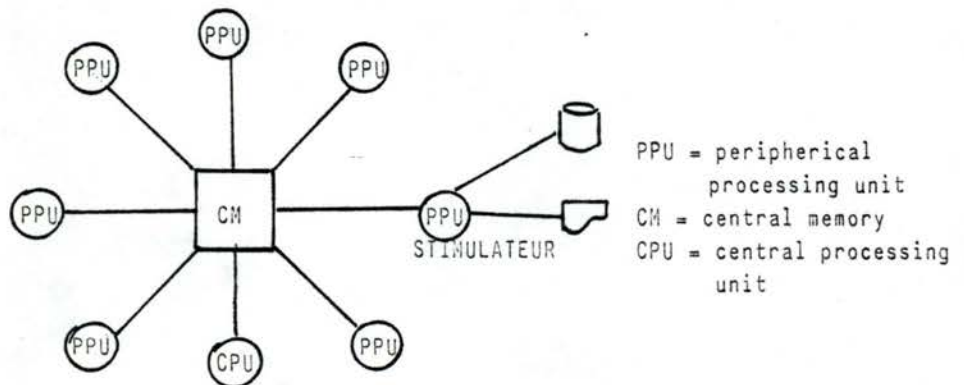 PPU
PPU
PPU
PPU
CM
PPU
STIMULATEUR
PPU
CPU
PPU
PPU = peripherical
processing unit
CM = central memory
CPU = central processing
unit